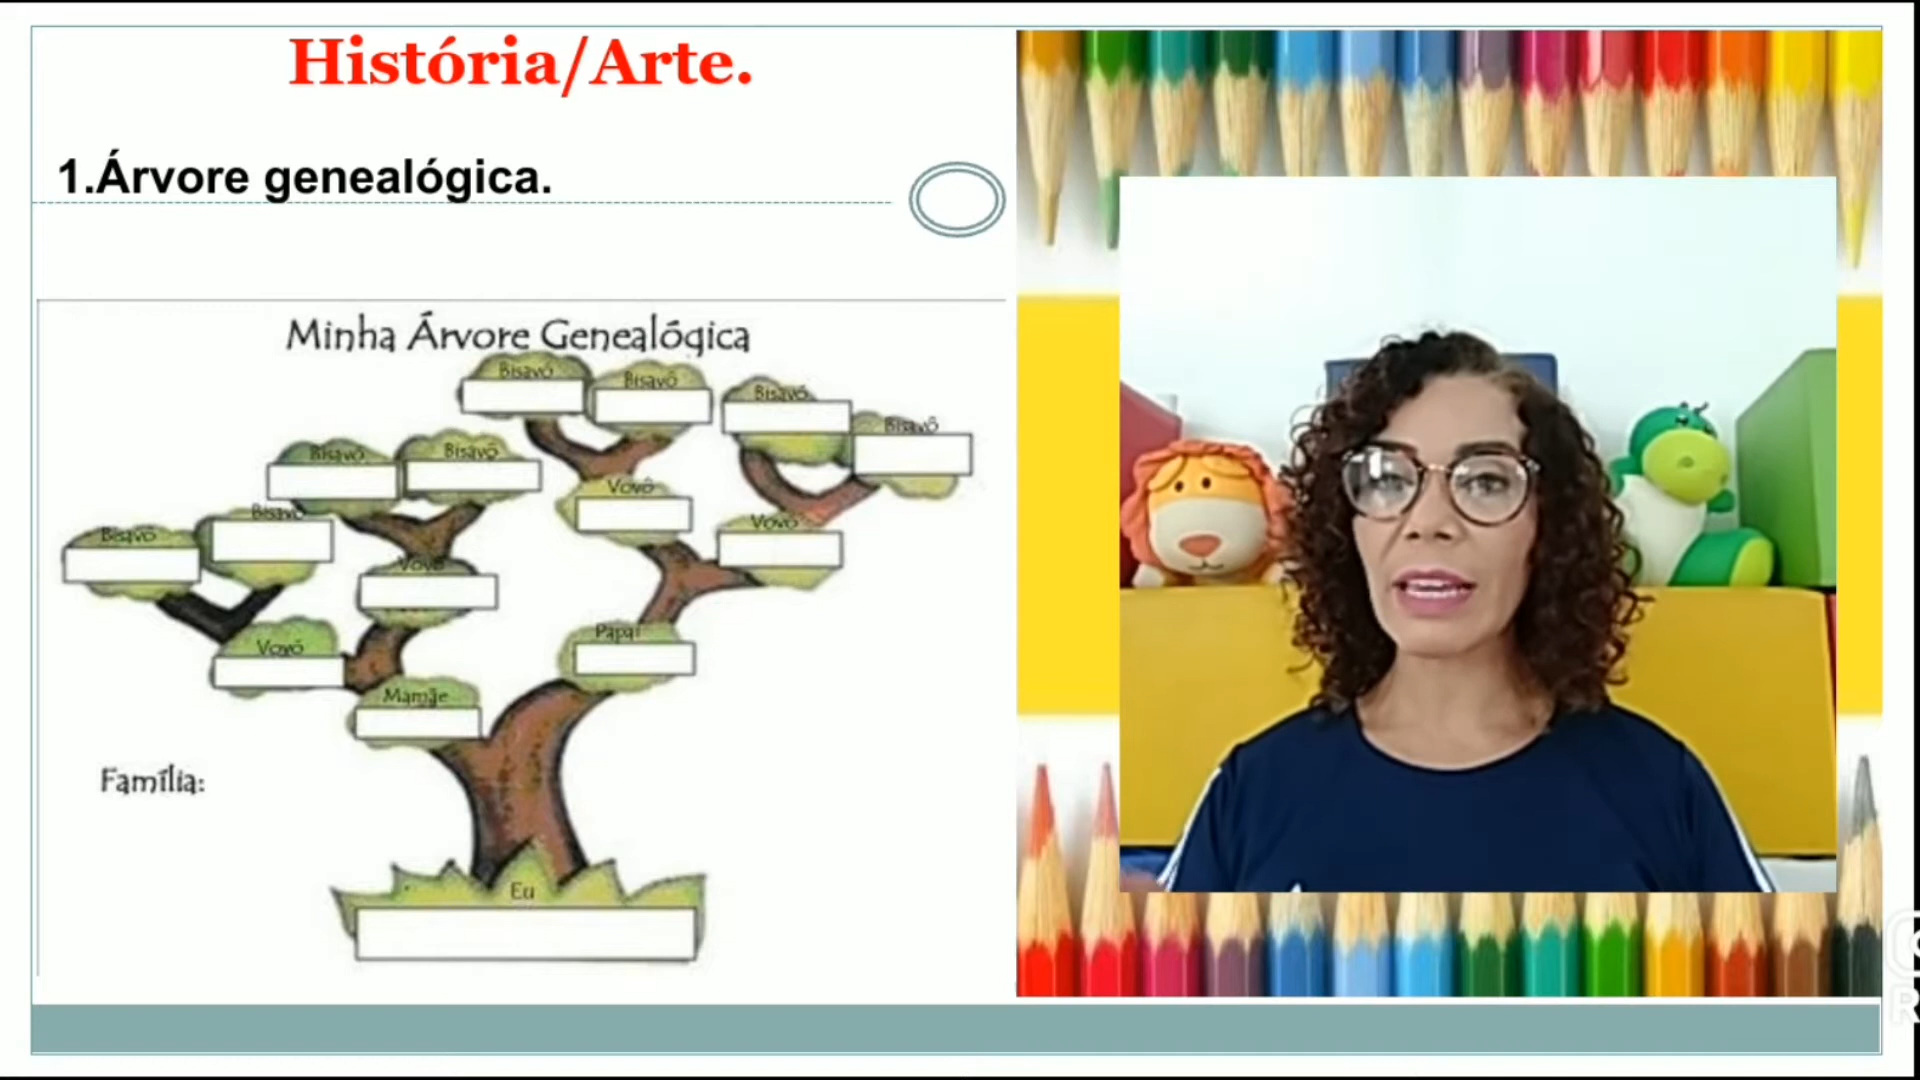 História/Arte.
1.Árvore genealógica.
Minha Árvore Genealógica
Bisavó
Bisavô
Bisavó
Bisavô
Bisavó
Bisavô
Bisavó
Bisavô
Vovô
Vovó
Vovô
Vovó
Papai
Mamãe
Família:
Eu